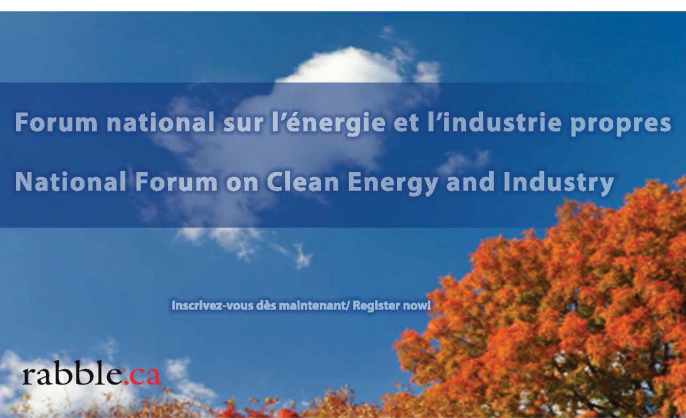 Forum national sur l'énergie et l'industrie propres
National Forum on Clean Energy and Industry
Inscrivez-vous dès maintenant/ Register now!
rabble.ca